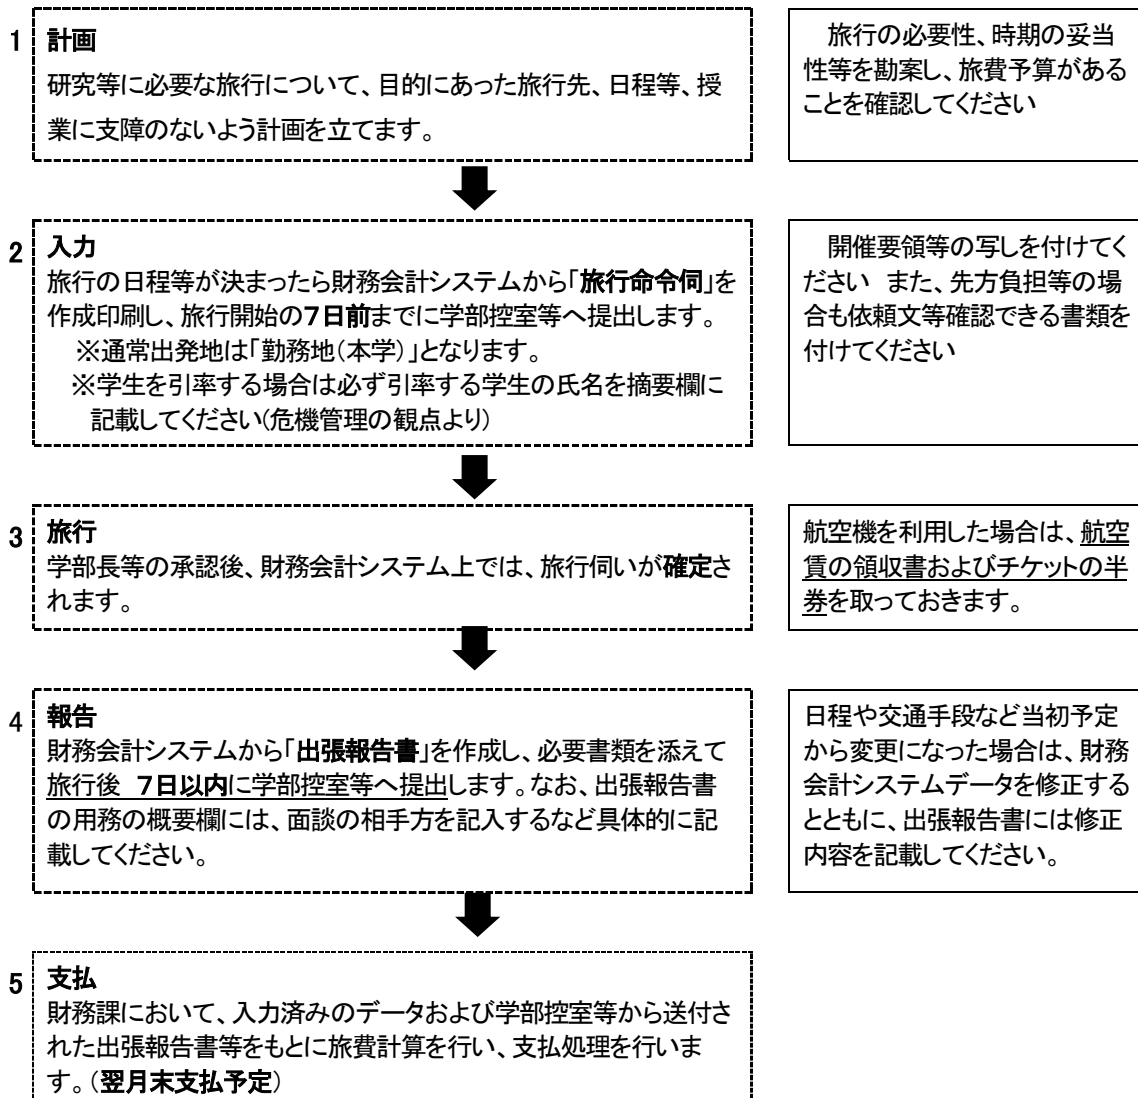 1 計画
研究等に必要な旅行について、目的にあった旅行先、日程等、授
業に支障のないよう計画を立てます。
旅行の必要性、時期の妥当
性等を勘案し、旅費予算がある
ことを確認してください
2 入力
旅行の日程等が決まったら財務会計システムから「旅行命令伺」を
作成印刷し、旅行開始の7日前までに学部控室等へ提出します。
※通常出発地は「勤務地(本学)」となります。
※学生を引率する場合は必ず引率する学生の氏名を摘要欄に
記載してください(危機管理の観点より)
開催要領等の写しを付けてく
ださい また、先方負担等の場
合も依頼文等確認できる書類を
付けてください
3 旅行
学部長等の承認後、財務会計システム上では、旅行伺いが確定さ
れます。
航空機を利用した場合は、航空
賃の領収書およびチケットの半
券を取っておきます。
4 報告
財務会計システムから「出張報告書」を作成し、必要書類を添えて
旅行後 7日以内に学部控室等へ提出します。なお、出張報告書
の用務の概要欄には、面談の相手方を記入するなど具体的に記
載してください。
日程や交通手段など当初予定
から変更になった場合は、財務
会計システムデータを修正する
とともに、出張報告書には修正
内容を記載してください。
5 支払
財務課において、入力済みのデータおよび学部控室等から送付さ
れた出張報告書等をもとに旅費計算を行い、支払処理を行いま
す。(翌月末支払予定)